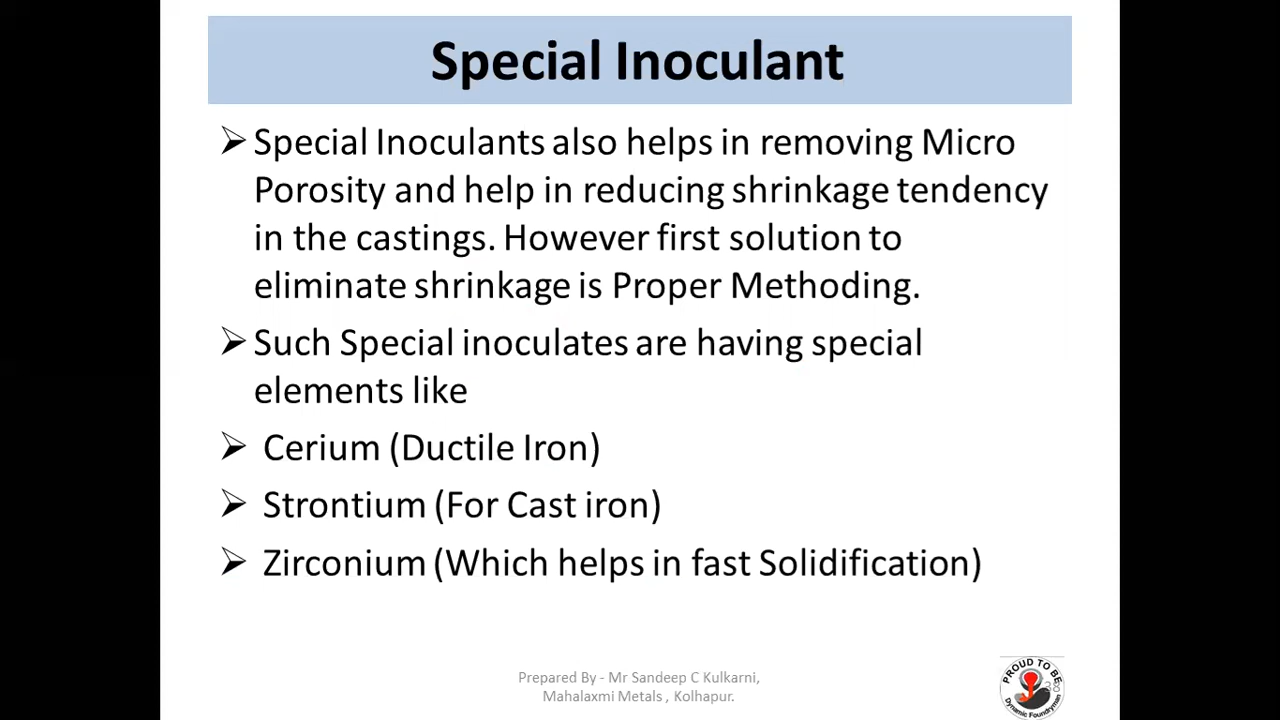 Special Inoculant
➢ Special Inoculants also helps in removing Micro
Porosity and help in reducing shrinkage tendency
in the castings. However first solution to
eliminate shrinkage is Proper Methoding.
➢ Such Special inoculates are having special
elements like
➢ Cerium (Ductile Iron)
➢ Strontium (For Cast iron)
➢ Zirconium (Which helps in fast Solidification)
Prepared By - Mr Sandeep C Kulkarni,
Mahalaxmi Metals , Kolhapur.
PROUD TO BE
Dynamic Foundryman